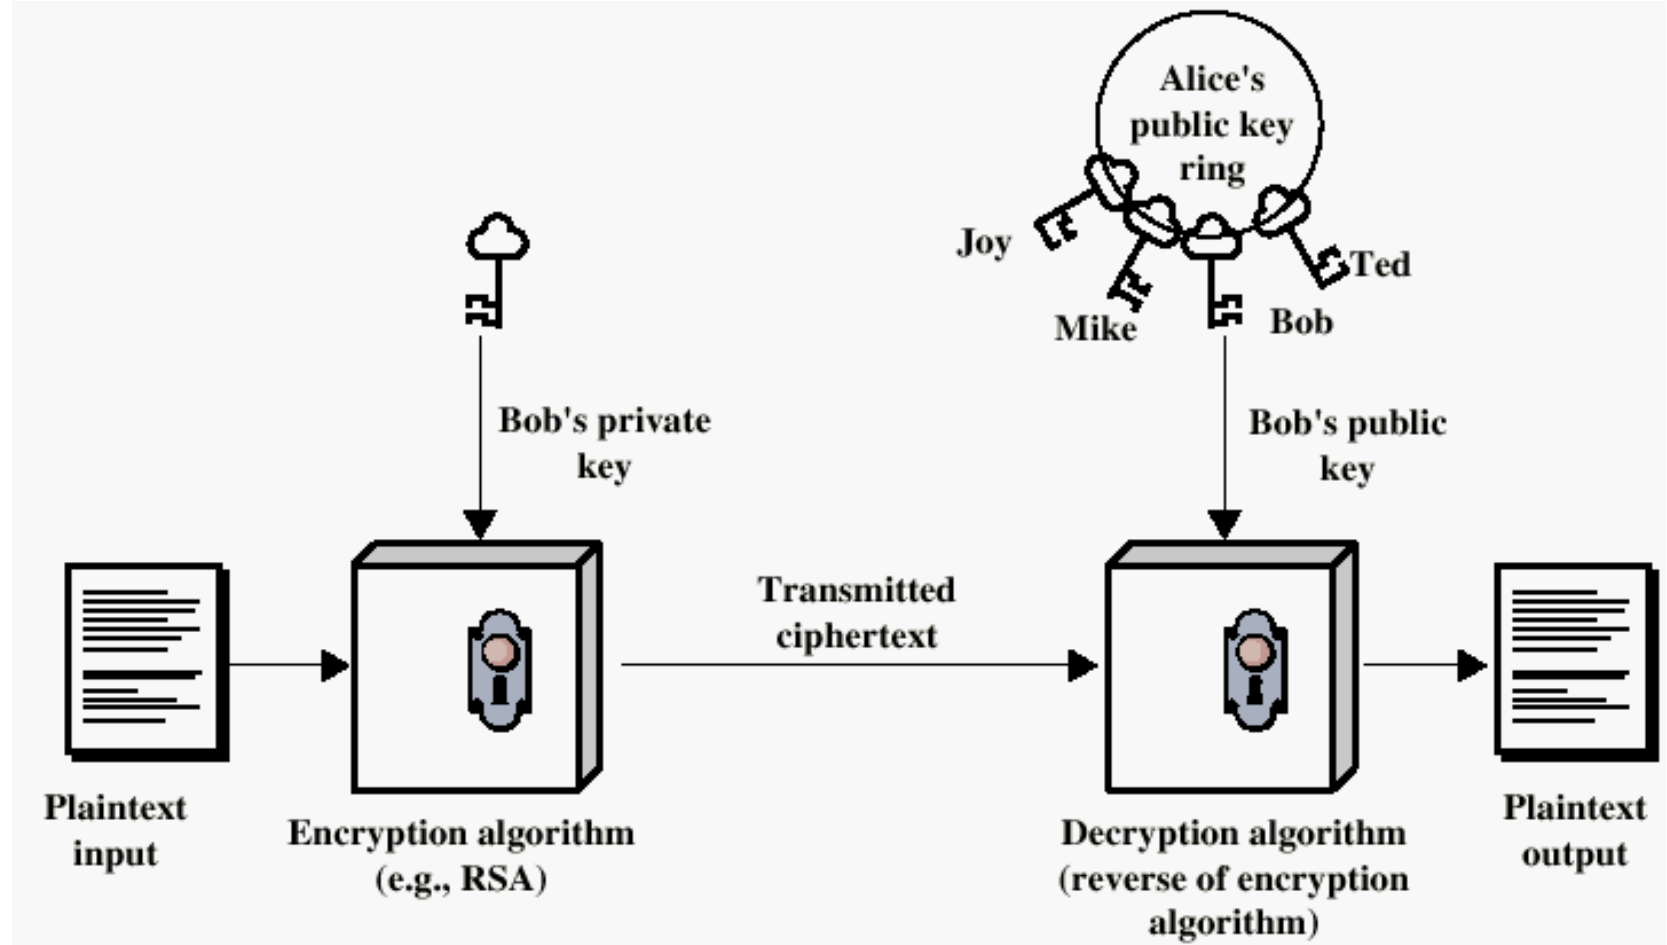 Alice's
public key
ring
Joy
Ted
Mike
Bob
Bob's private
key
Bob's public
key
Transmitted
ciphertext
Plaintext
input
Encryption algorithm
(e.g., RSA)
Decryption algorithm
(reverse of encryption
algorithm)
Plaintext
output